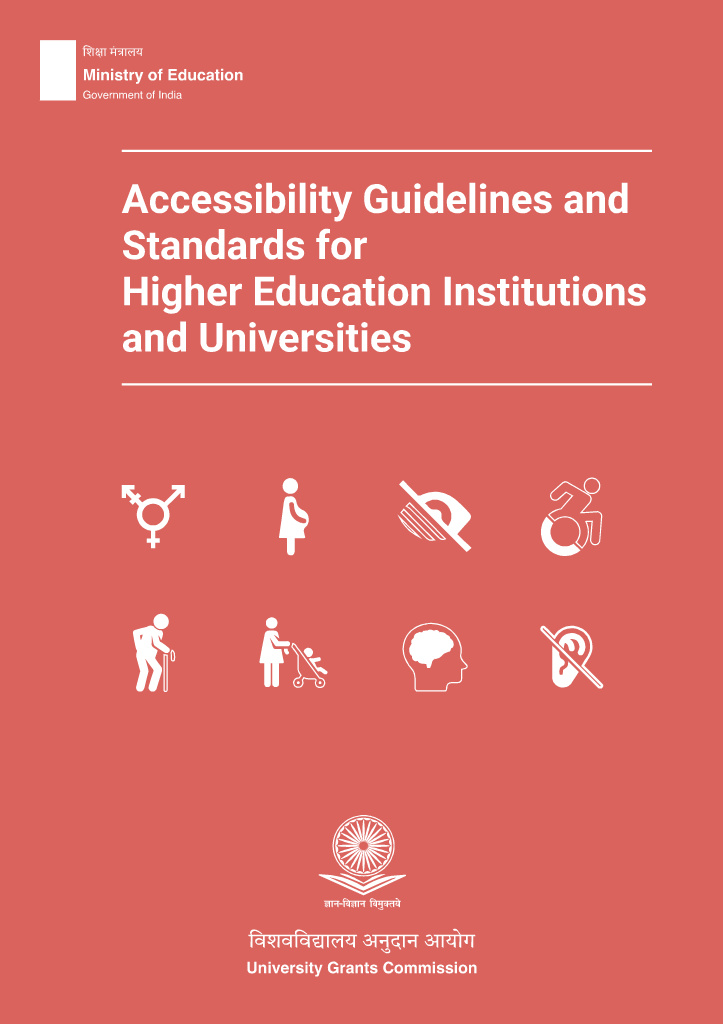 शिक्षा मंत्रालय
Ministry of Education
Government of India
Accessibility Guidelines and
Standards for
Higher Education Institutions
and Universities
ज्ञान-विज्ञान विमुक्तये
विशवविद्यालय अनुदान आयोग
University Grants Commission